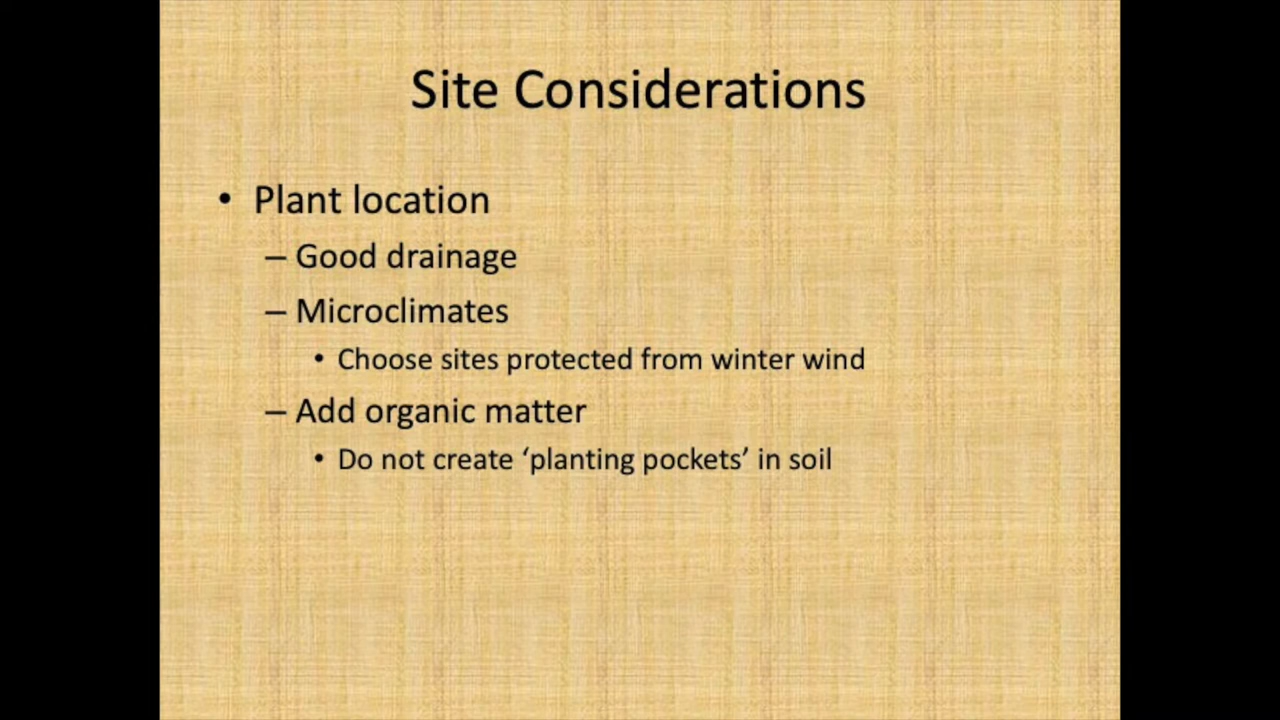 Site Considerations
• Plant location
– Good drainage
– Microclimates
• Choose sites protected from winter wind
– Add organic matter
• Do not create ‘planting pockets’ in soil